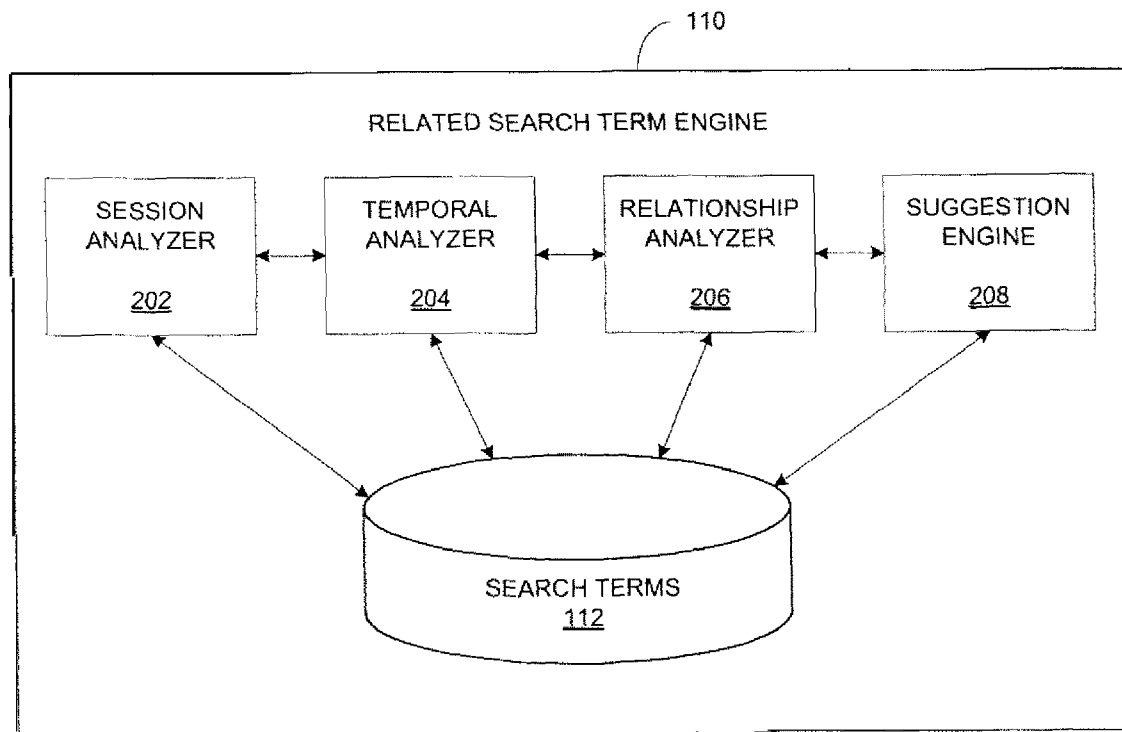 110
RELATED SEARCH TERM ENGINE
SESSION
ANALYZER
202
TEMPORAL
ANALYZER
204
RELATIONSHIP
ANALYZER
206
SUGGESTION
ENGINE
208
SEARCH TERMS
112